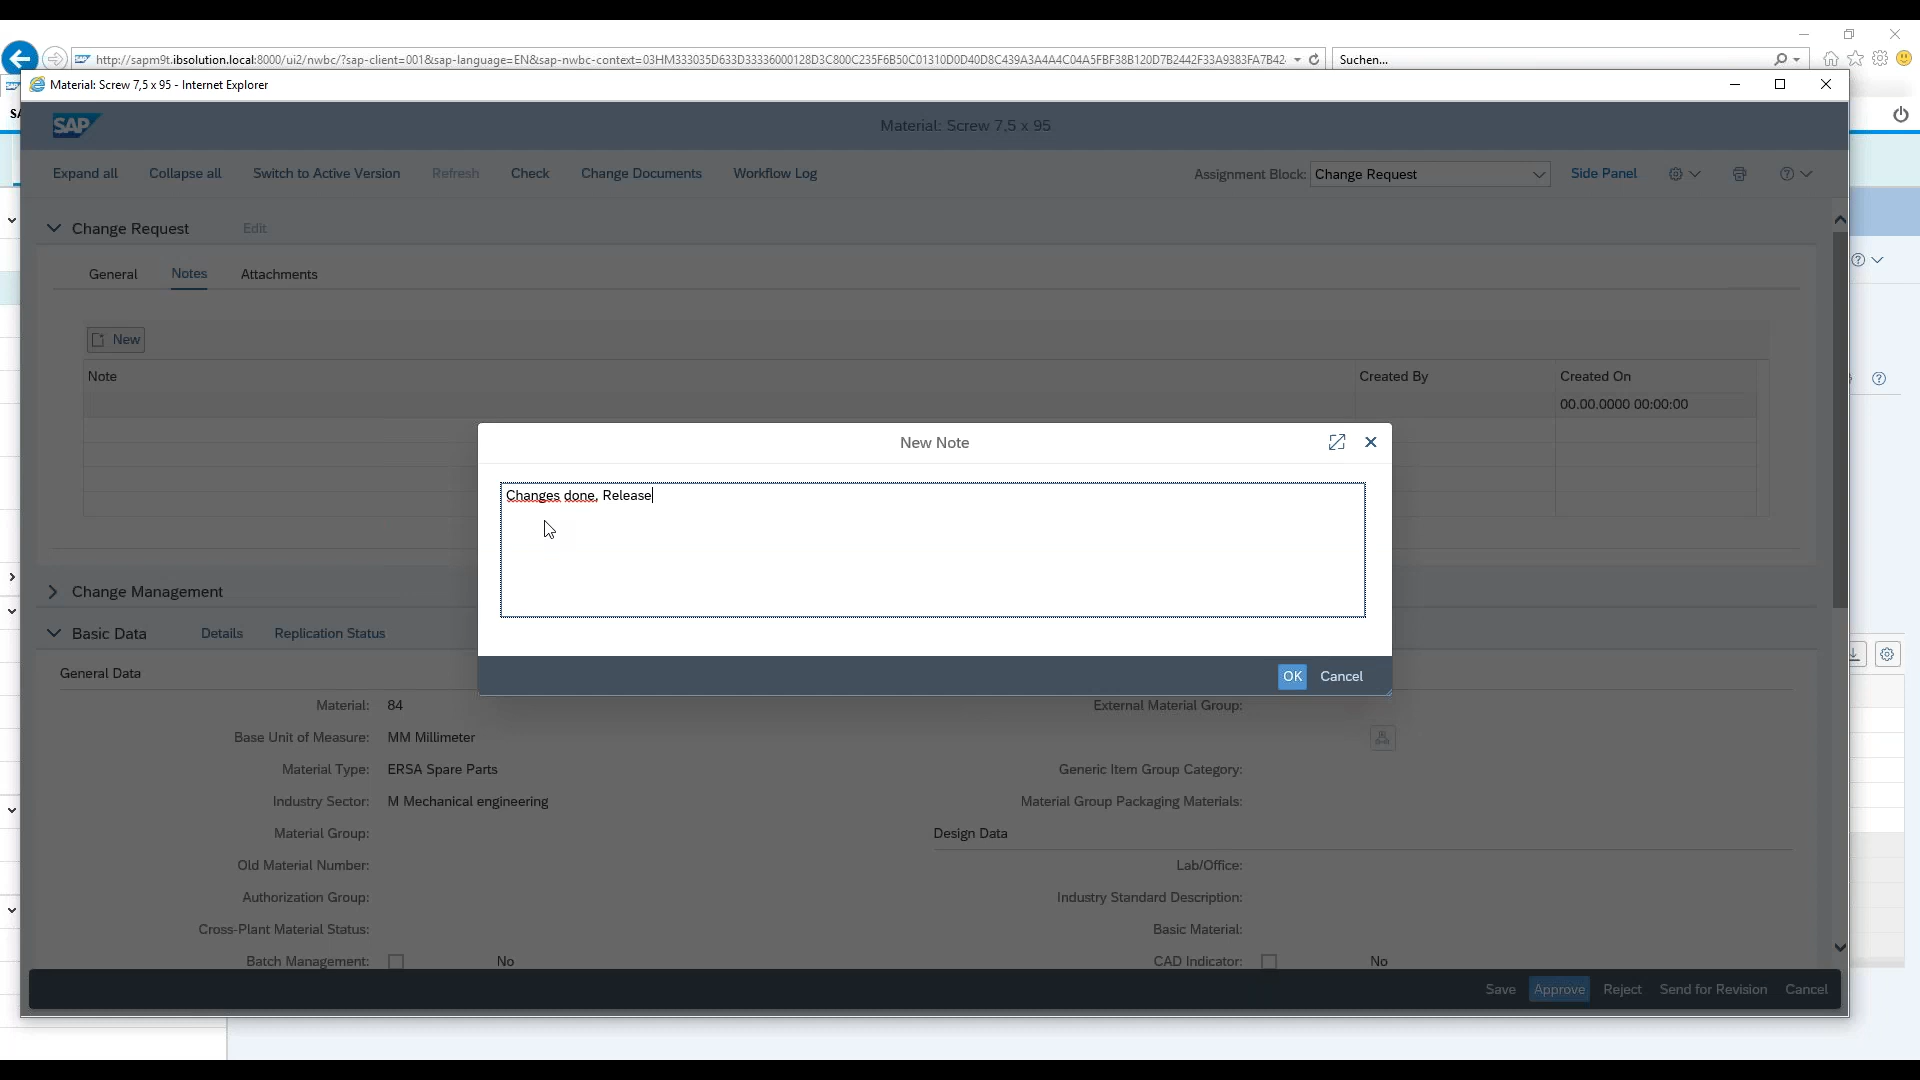 http://sapm9t.ibsolution.local:8000/ui2/nwbc/?sap-client=001&sap-language=EN&sap-nwbc-context=03HM333035D633D33336000128D3C800C235F6B50C01310D0D40D8C439A3A4A4C04A5FBF38B120D7B2442F33A9383FA7B42
Suchen...
Material: Screw 7,5 x 95 - Internet Explorer
SAP
Material: Screw 7,5 x 95
Expand all
Collapse all
Switch to Active Version
Refresh
Check
Change Documents
Workflow Log
Assignment Block:
Change Request
Side Panel
Change Request
Edit
General
Notes
Attachments
New
Note
Created By
Created On
00.00.0000 00:00:00
New Note
Changes done, Release
OK
Cancel
Change Management
Basic Data
Details
Replication Status
General Data
Material: 84
External Material Group:
Base Unit of Measure: MM Millimeter
Material Type: ERSA Spare Parts
Generic Item Group Category:
Industry Sector: M Mechanical engineering
Material Group Packaging Materials:
Material Group:
Design Data
Old Material Number:
Lab/Office:
Authorization Group:
Industry Standard Description:
Cross-Plant Material Status:
Basic Material:
Batch Management: No
CAD Indicator: No
Save
Approve
Reject
Send for Revision
Cancel